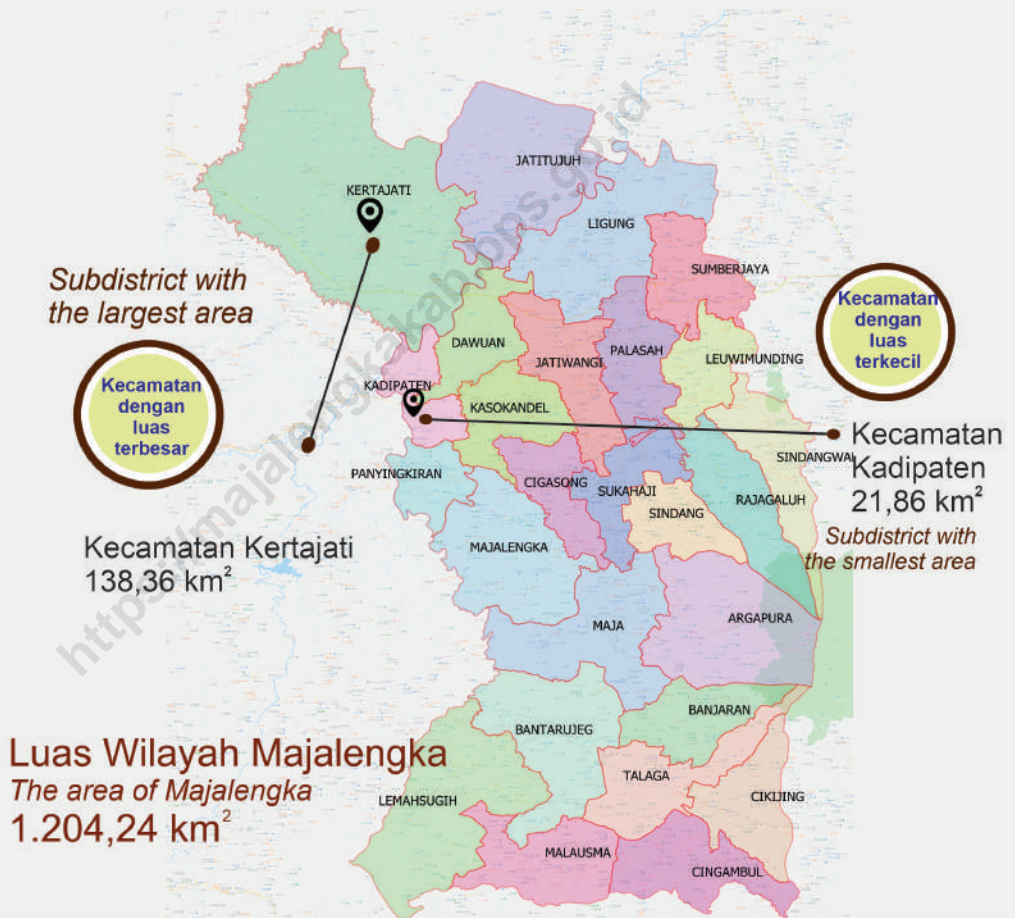 JATITUJUH
KERTAJATI
LIGUNG
SUMBERJAYA
Subdistrict with
the largest area
Kecamatan
dengan
luas
terbesar
Kecamatan
dengan
luas
terkecil
DAWUAN
JATIWANGI
PALASAH
LEUWIMUNDING
KADIPATEN
KASOKANDEL
Kecamatan
Kadipaten
21,86 km²
Subdistrict with
the smallest area
SINDANGWA
PANYINGKIRAN
CIGASONG
SUKAHAJI
RAJAGALUH
SINDANG
MAJALENGKA
Kecamatan Kertajati
138,36 km²
MAJA
ARGAPURA
BANJARAN
BANTARUJEG
Luas Wilayah Majalengka
The area of Majalengka
1.204,24 km²
TALAGA
LEMAHSUGIH
CIKIJING
MALAUSMA
CINGAMBUL
https://majalengkakab.bps.go.id